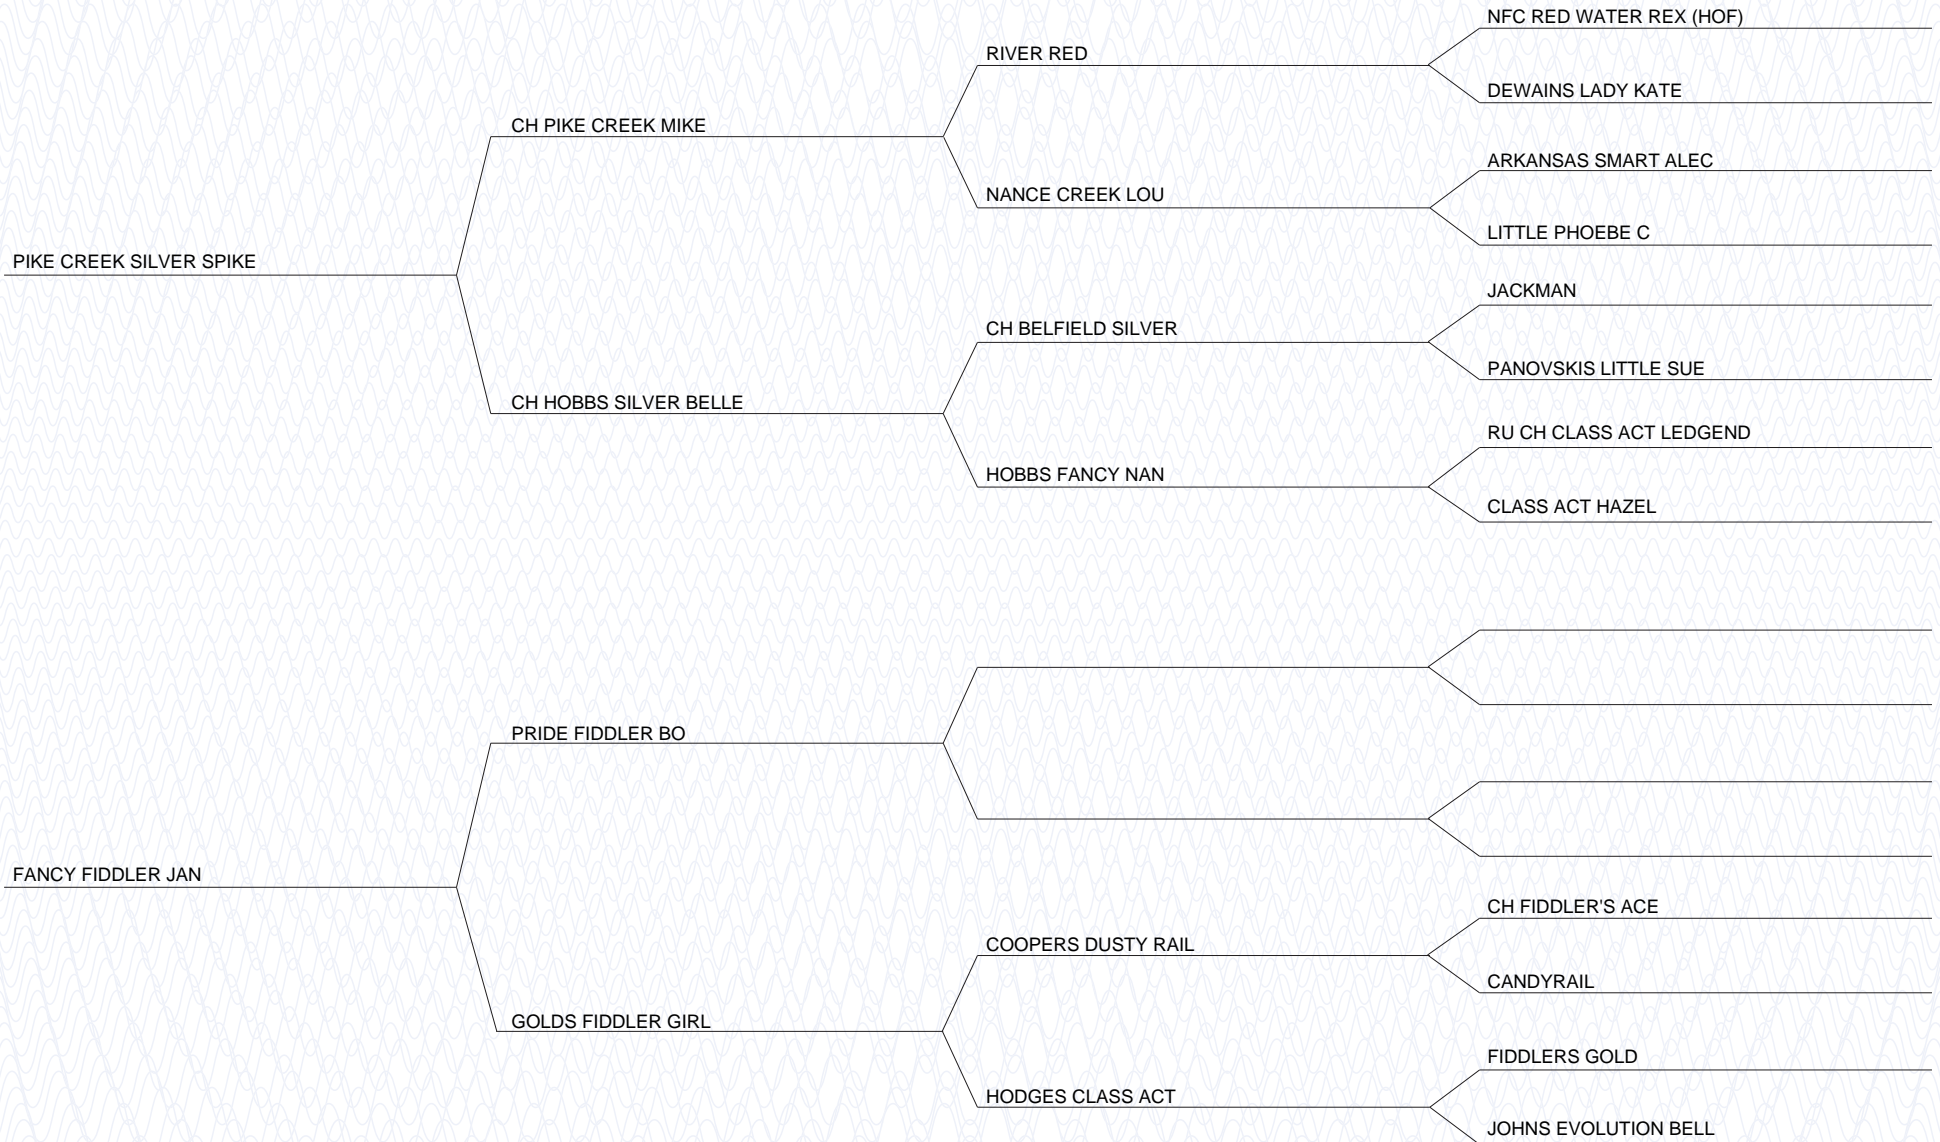 NFC RED WATER REX (HOF)
RIVER RED
DEWAINS LADY KATE
CH PIKE CREEK MIKE
ARKANSAS SMART ALEC
NANCE CREEK LOU
LITTLE PHOEBE C
PIKE CREEK SILVER SPIKE
JACKMAN
CH BELFIELD SILVER
PANOVSKIS LITTLE SUE
CH HOBBS SILVER BELLE
RU CH CLASS ACT LEDGEND
HOBBS FANCY NAN
CLASS ACT HAZEL
PRIDE FIDDLER BO
FANCY FIDDLER JAN
CH FIDDLER'S ACE
COOPERS DUSTY RAIL
CANDYRAIL
GOLDS FIDDLER GIRL
FIDDLERS GOLD
HODGES CLASS ACT
JOHNS EVOLUTION BELL